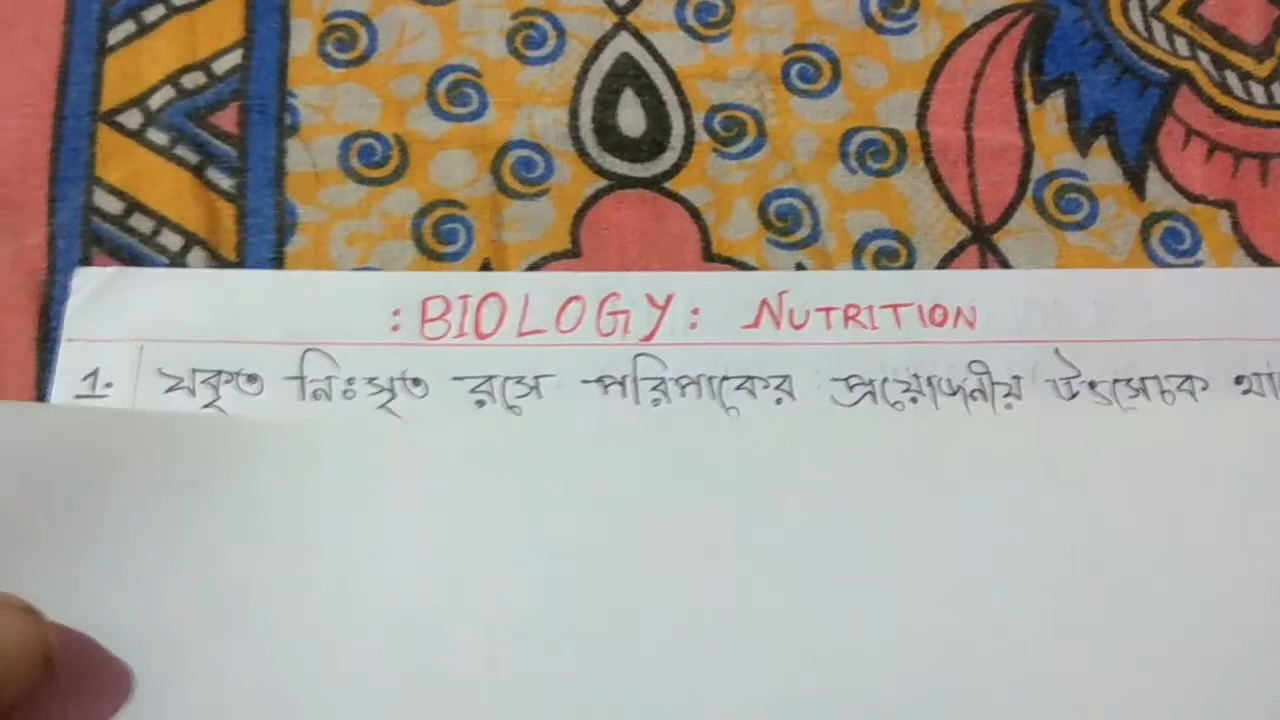 : BIOLOGY : NUTRITION
1. যকৃত নিঃসৃত রসে পরিপাকের প্রয়োজনীয় উৎসেচক থা